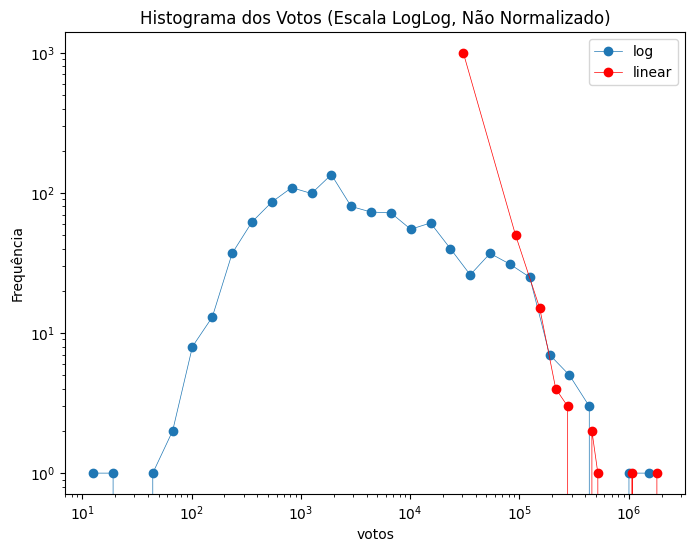 Histograma dos Votos (Escala LogLog, Não Normalizado)
log
linear
10³
10²
10¹
10⁰
Frequência
10¹ 10² 10³ 10⁴ 10⁵ 10⁶
votos